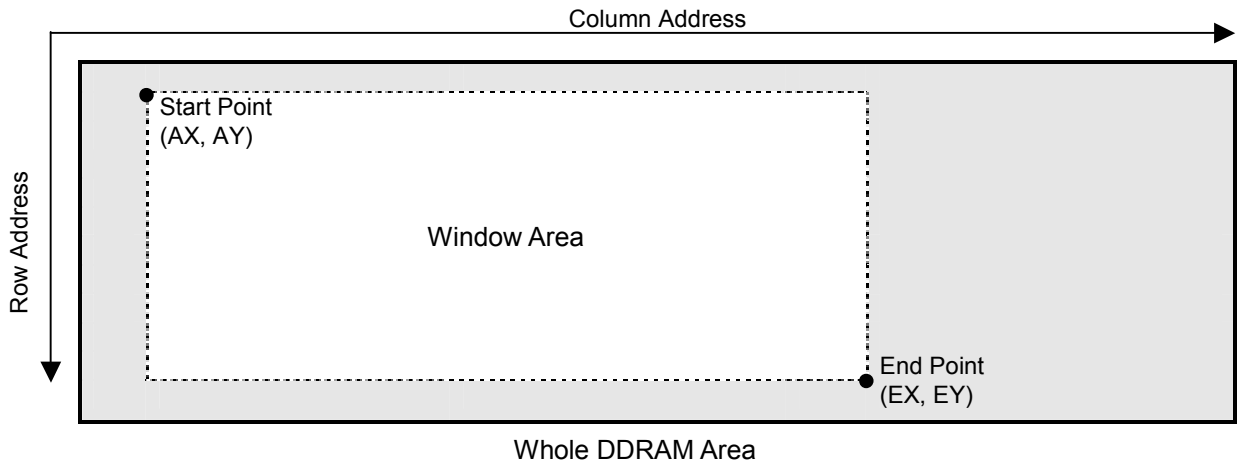 Column Address
Start Point
(AX, AY)
Row Address
Window Area
End Point
(EX, EY)
Whole DDRAM Area